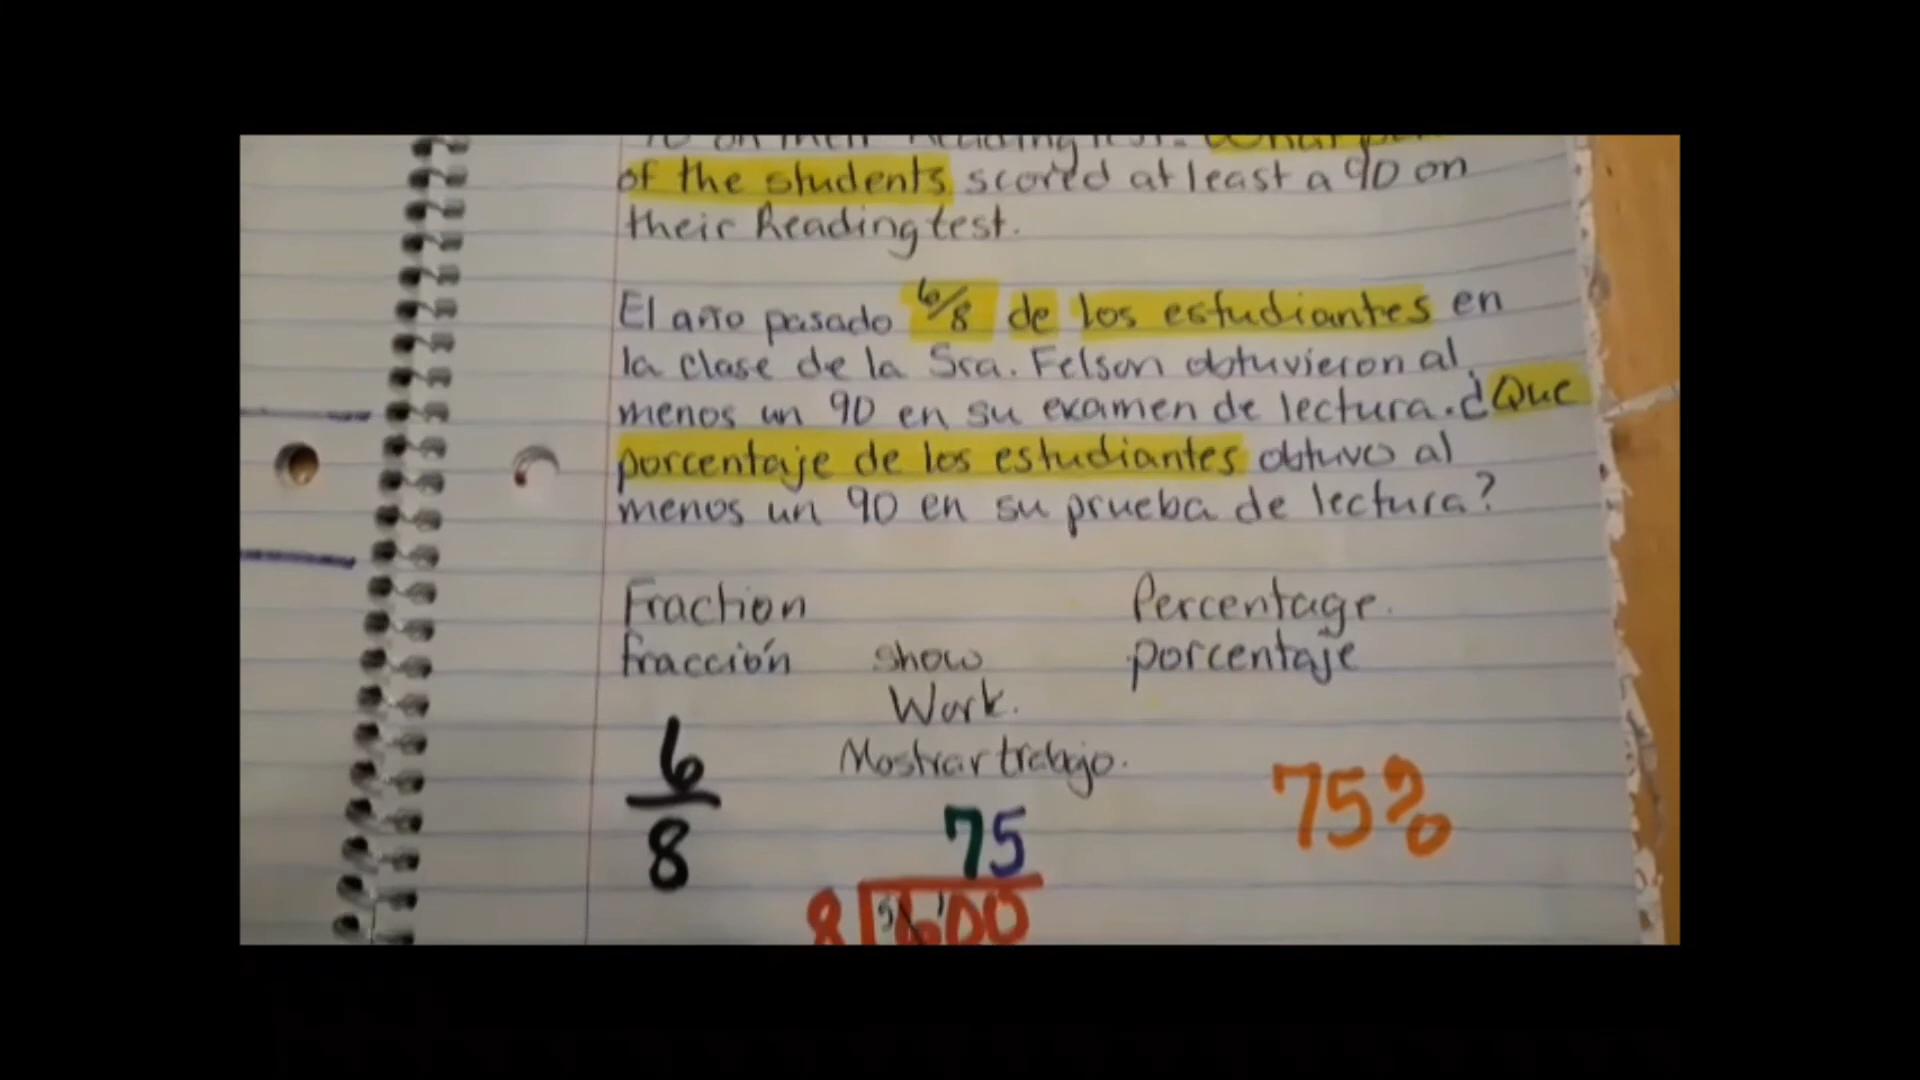 of the students scored at least a 90 on
their Reading test.
El año pasado 6/8 de los estudiantes en
la clase de la Sra. Felson obtuvieron al
menos un 90 en su examen de lectura. ¿Que
porcentaje de los estudiantes obtuvo al
menos un 90 en su prueba de lectura?
Fraction Percentage.
fracción show porcentaje
Work.
Mostrar trabajo.
6
8
75
8 600
75%